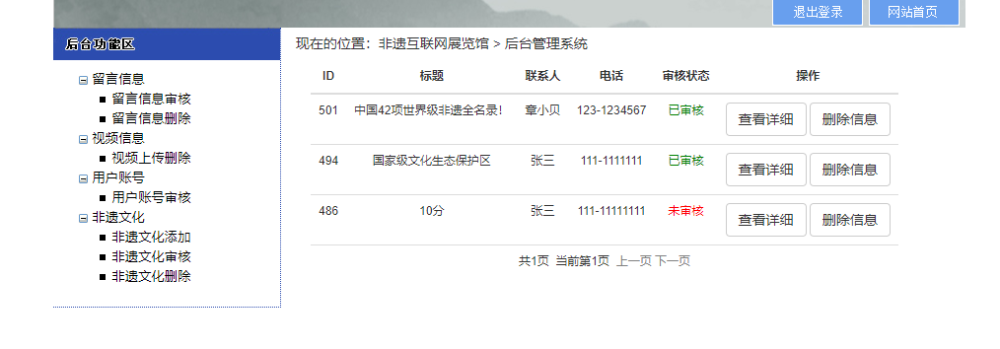 退出登录 网站首页
后台功能区
留言信息
留言信息审核
留言信息删除
视频信息
视频上传删除
用户账号
用户账号审核
非遗文化
非遗文化添加
非遗文化审核
非遗文化删除
现在的位置：非遗互联网展览馆 > 后台管理系统
ID 标题 联系人 电话 审核状态 操作
501 中国42项世界级非遗全名录！ 章小贝 123-1234567 已审核 查看详细 删除信息
494 国家级文化生态保护区 张三 111-1111111 已审核 查看详细 删除信息
486 10分 张三 111-11111111 未审核 查看详细 删除信息
共1页 当前第1页 上一页 下一页